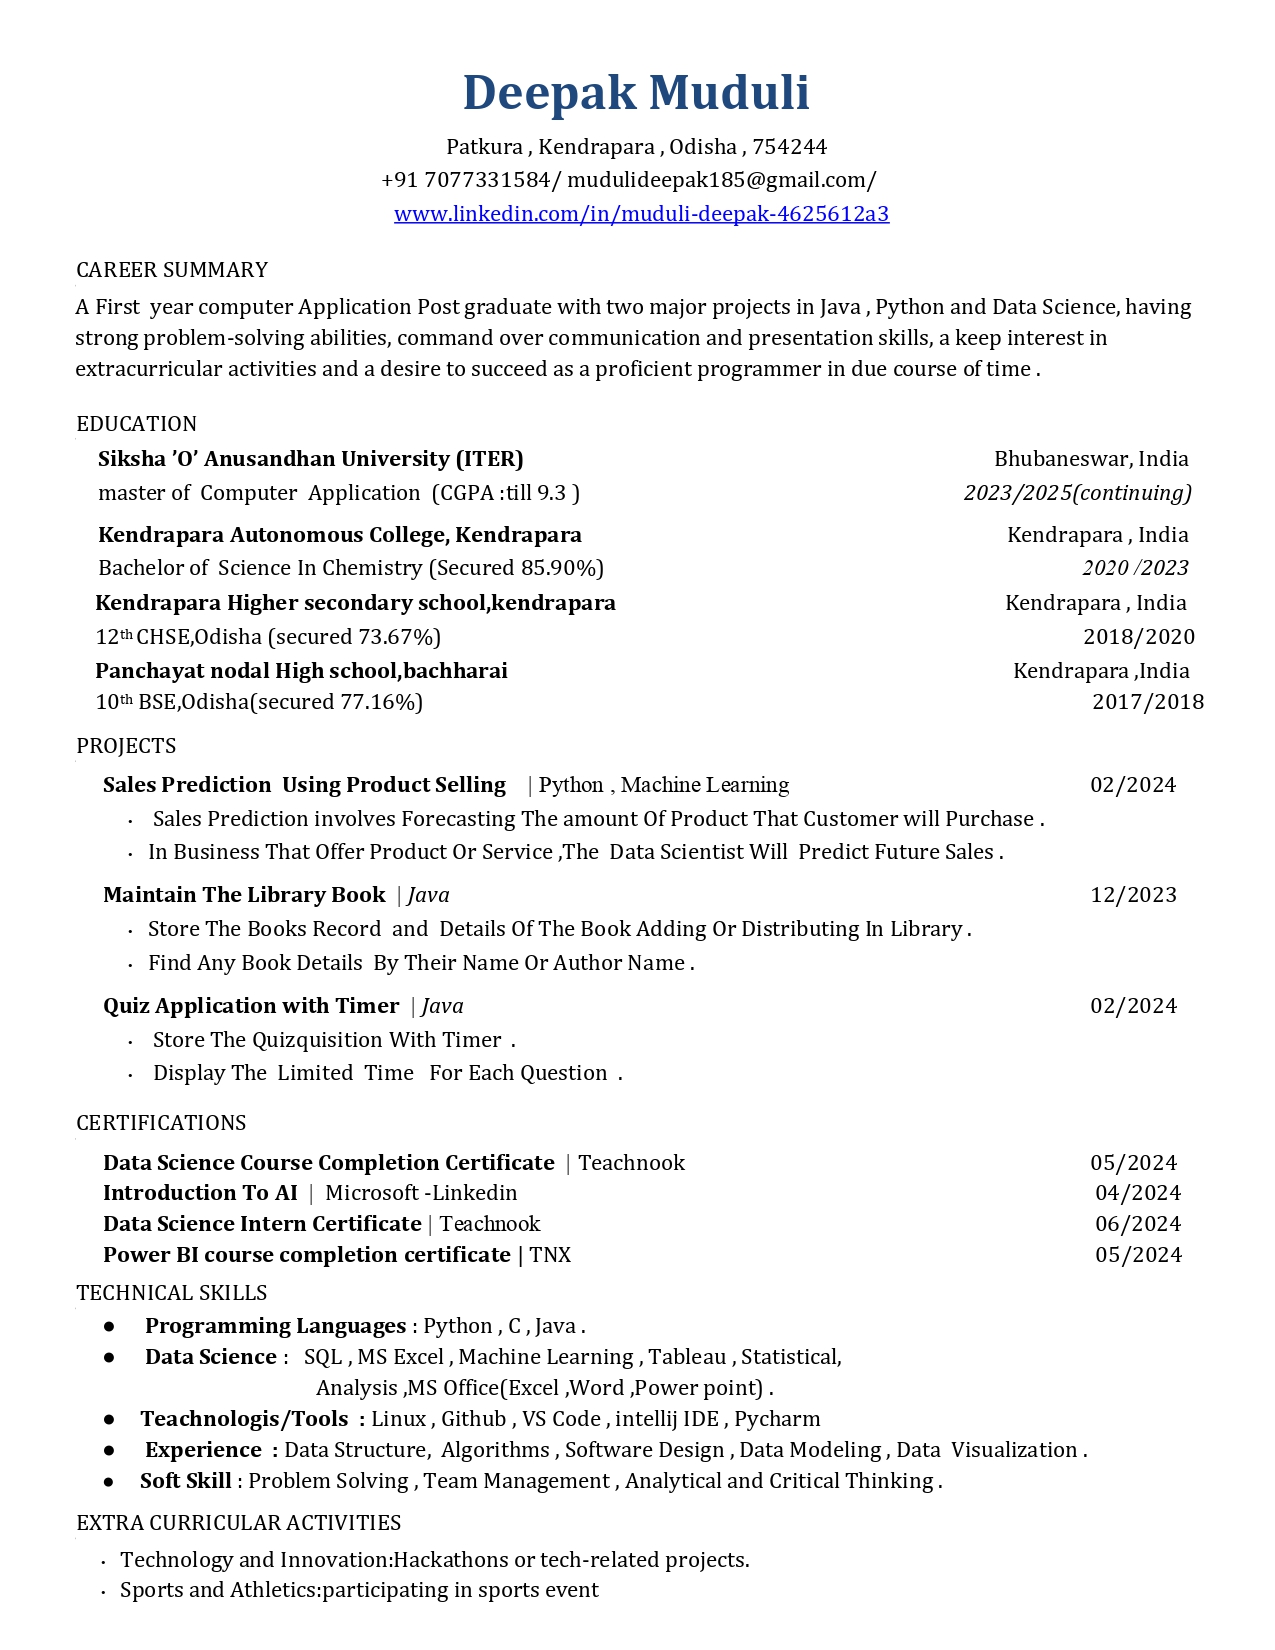 Deepak Muduli
Patkura , Kendrapara , Odisha , 754244
+91 7077331584/ mudulideepak185@gmail.com/
www.linkedin.com/in/muduli-deepak-4625612a3
CAREER SUMMARY
A First year computer Application Post graduate with two major projects in Java , Python and Data Science, having
strong problem-solving abilities, command over communication and presentation skills, a keep interest in
extracurricular activities and a desire to succeed as a proficient programmer in due course of time .
EDUCATION
Siksha ’O’ Anusandhan University (ITER) Bhubaneswar, India
master of Computer Application (CGPA :till 9.3 ) 2023/2025(continuing)
Kendrapara Autonomous College, Kendrapara Kendrapara , India
Bachelor of Science In Chemistry (Secured 85.90%) 2020 /2023
Kendrapara Higher secondary school,kendrapara Kendrapara , India
12th CHSE,Odisha (secured 73.67%) 2018/2020
Panchayat nodal High school,bachharai Kendrapara ,India
10th BSE,Odisha(secured 77.16%) 2017/2018
PROJECTS
Sales Prediction Using Product Selling | Python , Machine Learning 02/2024
· Sales Prediction involves Forecasting The amount Of Product That Customer will Purchase .
· In Business That Offer Product Or Service ,The Data Scientist Will Predict Future Sales .
Maintain The Library Book | Java 12/2023
· Store The Books Record and Details Of The Book Adding Or Distributing In Library .
· Find Any Book Details By Their Name Or Author Name .
Quiz Application with Timer | Java 02/2024
· Store The Quizquisition With Timer .
· Display The Limited Time For Each Question .
CERTIFICATIONS
Data Science Course Completion Certificate | Teachnook 05/2024
Introduction To AI | Microsoft -Linkedin 04/2024
Data Science Intern Certificate | Teachnook 06/2024
Power BI course completion certificate | TNX 05/2024
TECHNICAL SKILLS
● Programming Languages : Python , C , Java .
● Data Science : SQL , MS Excel , Machine Learning , Tableau , Statistical,
Analysis ,MS Office(Excel ,Word ,Power point) .
● Teachnologis/Tools : Linux , Github , VS Code , intellij IDE , Pycharm
● Experience : Data Structure, Algorithms , Software Design , Data Modeling , Data Visualization .
● Soft Skill : Problem Solving , Team Management , Analytical and Critical Thinking .
EXTRA CURRICULAR ACTIVITIES
· Technology and Innovation:Hackathons or tech-related projects.
· Sports and Athletics:participating in sports event